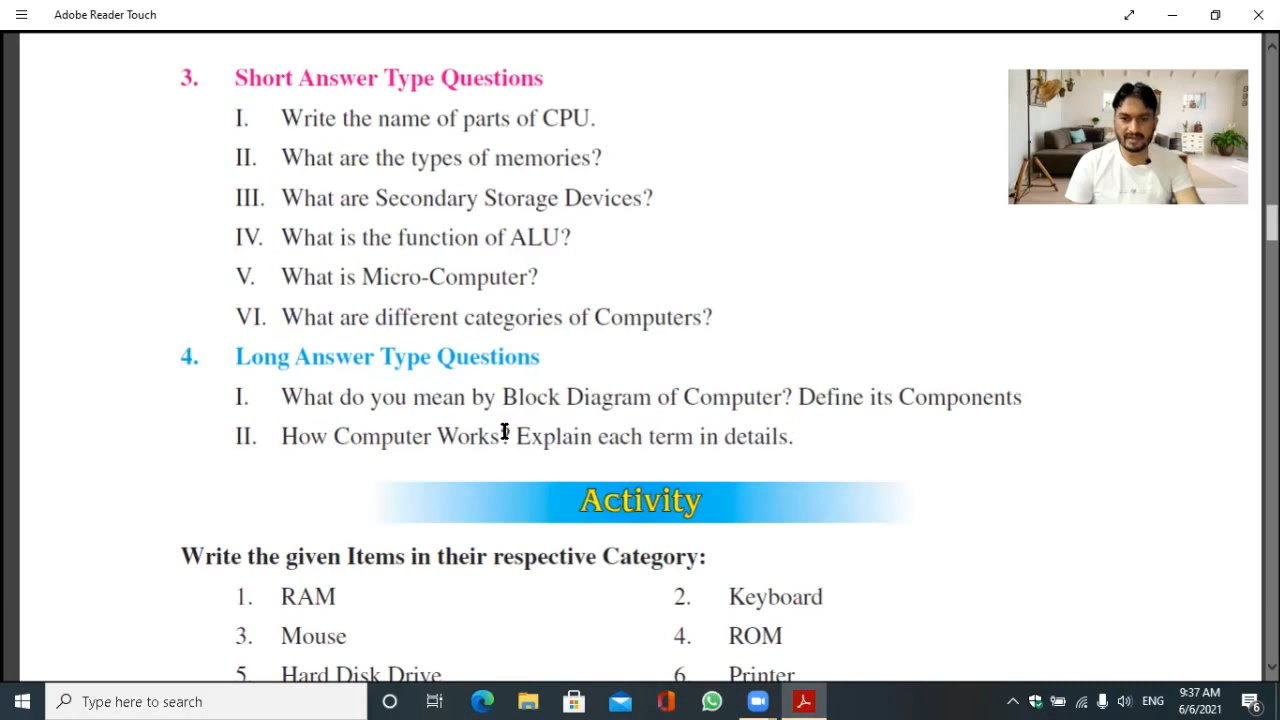 Adobe Reader Touch
3. Short Answer Type Questions
I. Write the name of parts of CPU.
II. What are the types of memories?
III. What are Secondary Storage Devices?
IV. What is the function of ALU?
V. What is Micro-Computer?
VI. What are different categories of Computers?
4. Long Answer Type Questions
I. What do you mean by Block Diagram of Computer? Define its Components
II. How Computer Works? Explain each term in details.
Activity
Write the given Items in their respective Category:
1. RAM 2. Keyboard
3. Mouse 4. ROM
5. Hard Disk Drive 6. Printer
Type here to search
ENG
9:37 AM
6/6/2021
6